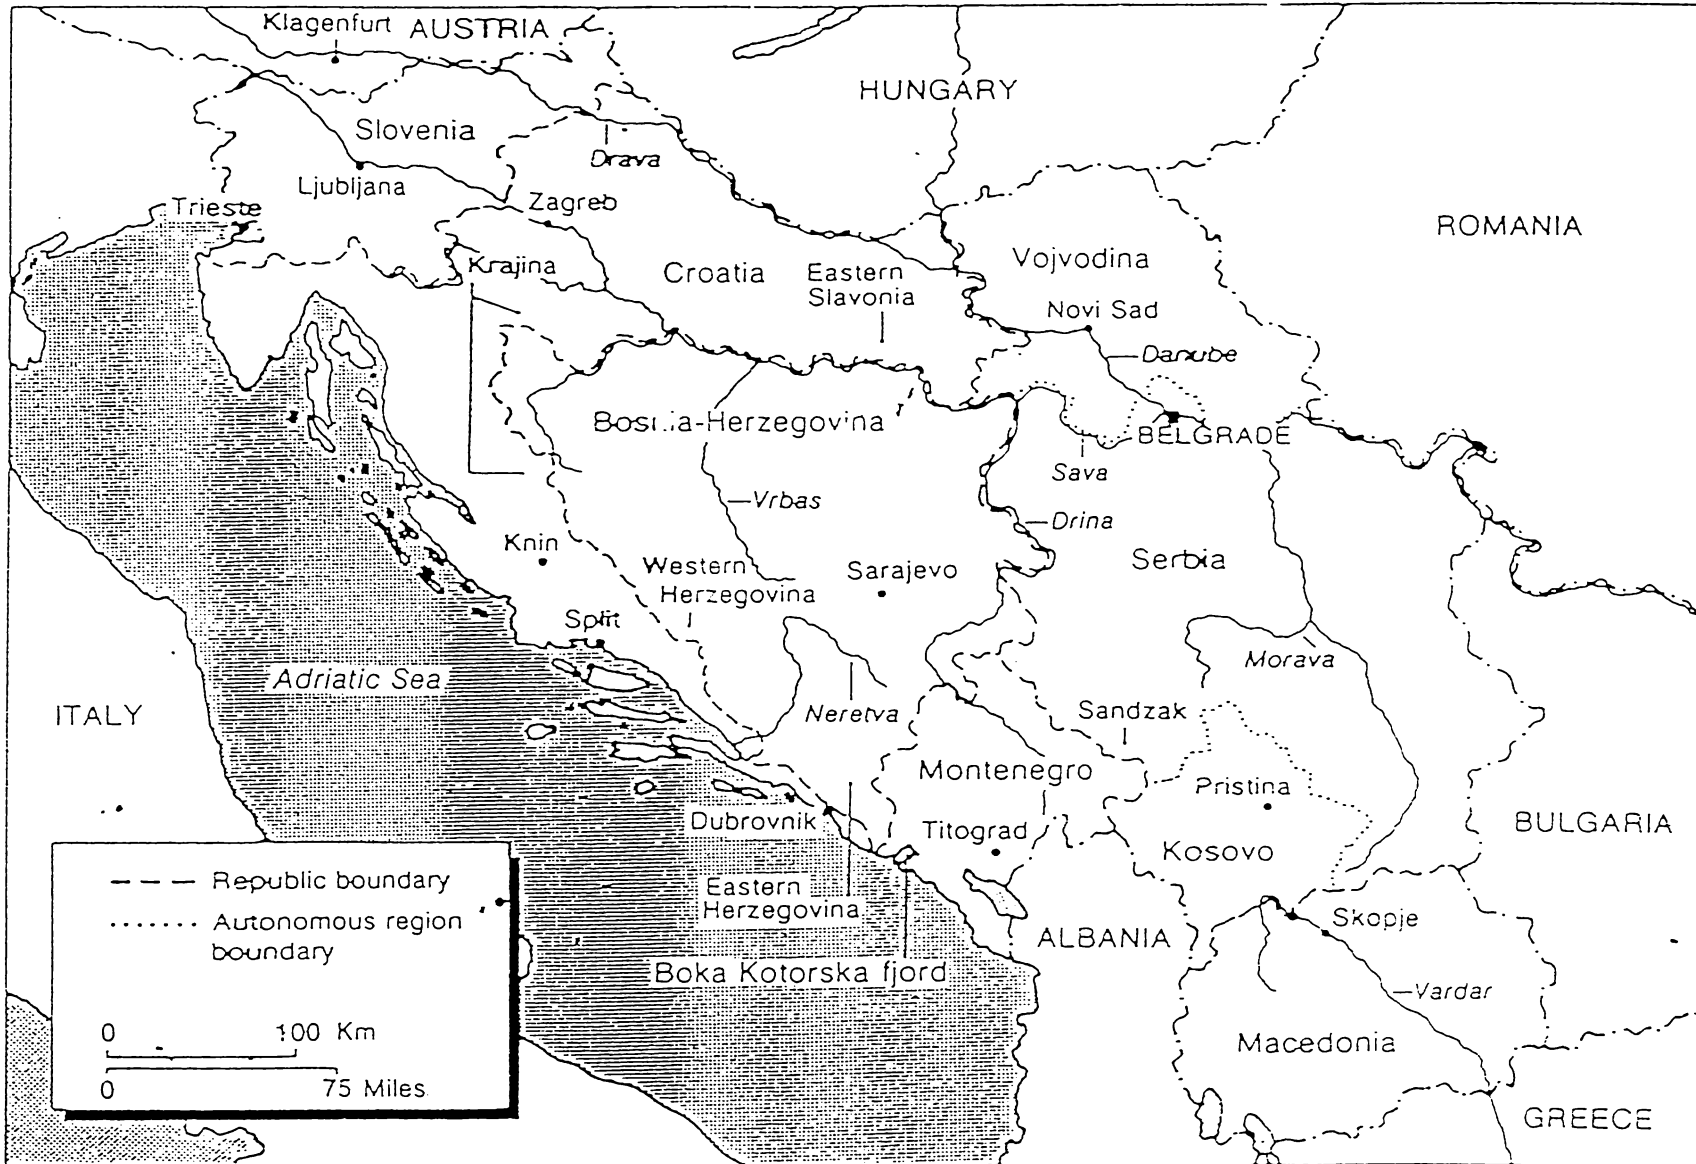 Klagenfurt
AUSTRIA
HUNGARY
Slovenia
Drava
Ljubljana
Trieste
Zagreb
ROMANIA
Krajina
Croatia
Eastern
Slavonia
Vojvodina
Novi Sad
Danube
Bosnia-Herzegovina
BELGRADE
Sava
Vrbas
Drina
Knin
Western
Herzegovina
Sarajevo
Serbia
Split
Morava
Adriatic Sea
ITALY
Neretva
Sandzak
Montenegro
Pristina
Dubrovnik
Titograd
BULGARIA
Kosovo
Eastern
Herzegovina
Skopje
ALBANIA
Boka Kotorska fjord
Vardar
Macedonia
GREECE
Republic boundary
Autonomous region
boundary
0 100 Km
0 75 Miles